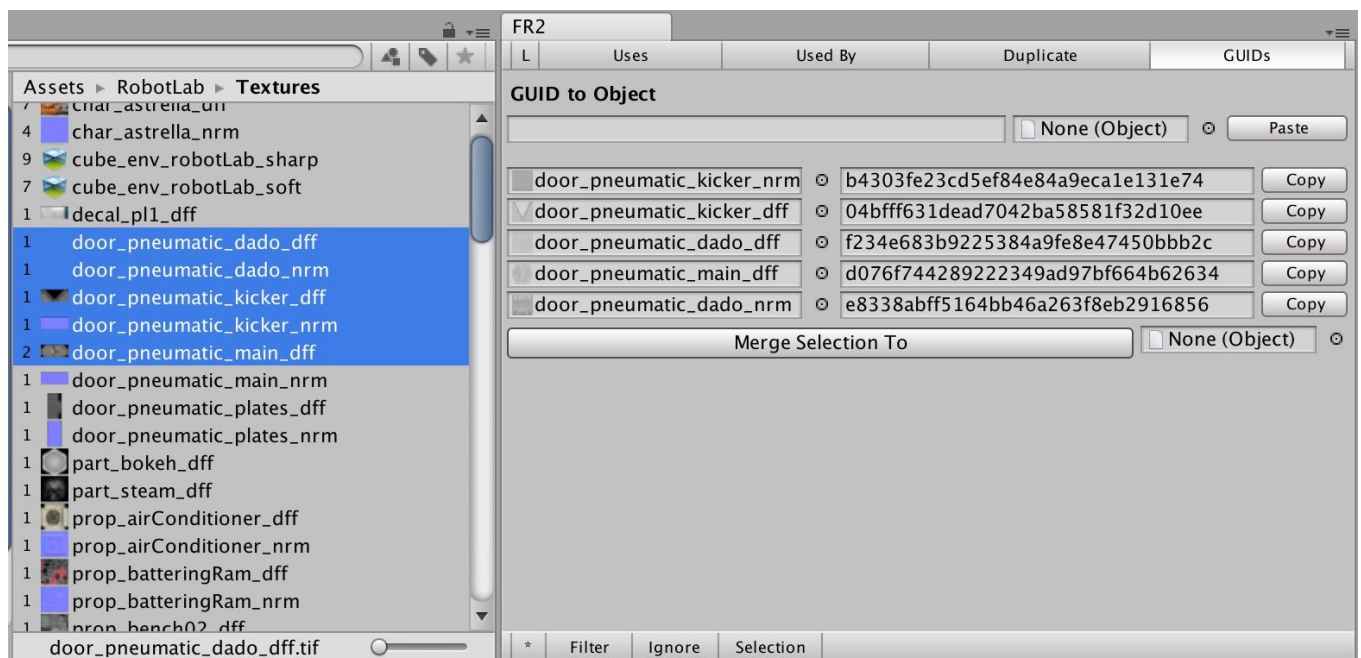 Assets ▸ RobotLab ▸ Textures
7 char_astrella_dff
4 char_astrella_nrm
9 cube_env_robotLab_sharp
7 cube_env_robotLab_soft
1 decal_pl1_dff
1 door_pneumatic_dado_dff
1 door_pneumatic_dado_nrm
1 door_pneumatic_kicker_dff
1 door_pneumatic_kicker_nrm
2 door_pneumatic_main_dff
1 door_pneumatic_main_nrm
1 door_pneumatic_plates_dff
1 door_pneumatic_plates_nrm
1 part_bokeh_dff
1 part_steam_dff
1 prop_airConditioner_dff
1 prop_airConditioner_nrm
1 prop_batteringRam_dff
1 prop_batteringRam_nrm
1 prop_bench02_dff
door_pneumatic_dado_dff.tif
FR2
L Uses Used By Duplicate GUIDs
GUID to Object
None (Object) Paste
door_pneumatic_kicker_nrm b4303fe23cd5ef84e84a9eca1e131e74 Copy
door_pneumatic_kicker_dff 04bfff631dead7042ba58581f32d10ee Copy
door_pneumatic_dado_dff f234e683b9225384a9fe8e47450bbb2c Copy
door_pneumatic_main_dff d076f744289222349ad97bf664b62634 Copy
door_pneumatic_dado_nrm e8338abff5164bb46a263f8eb2916856 Copy
Merge Selection To None (Object)
* Filter Ignore Selection